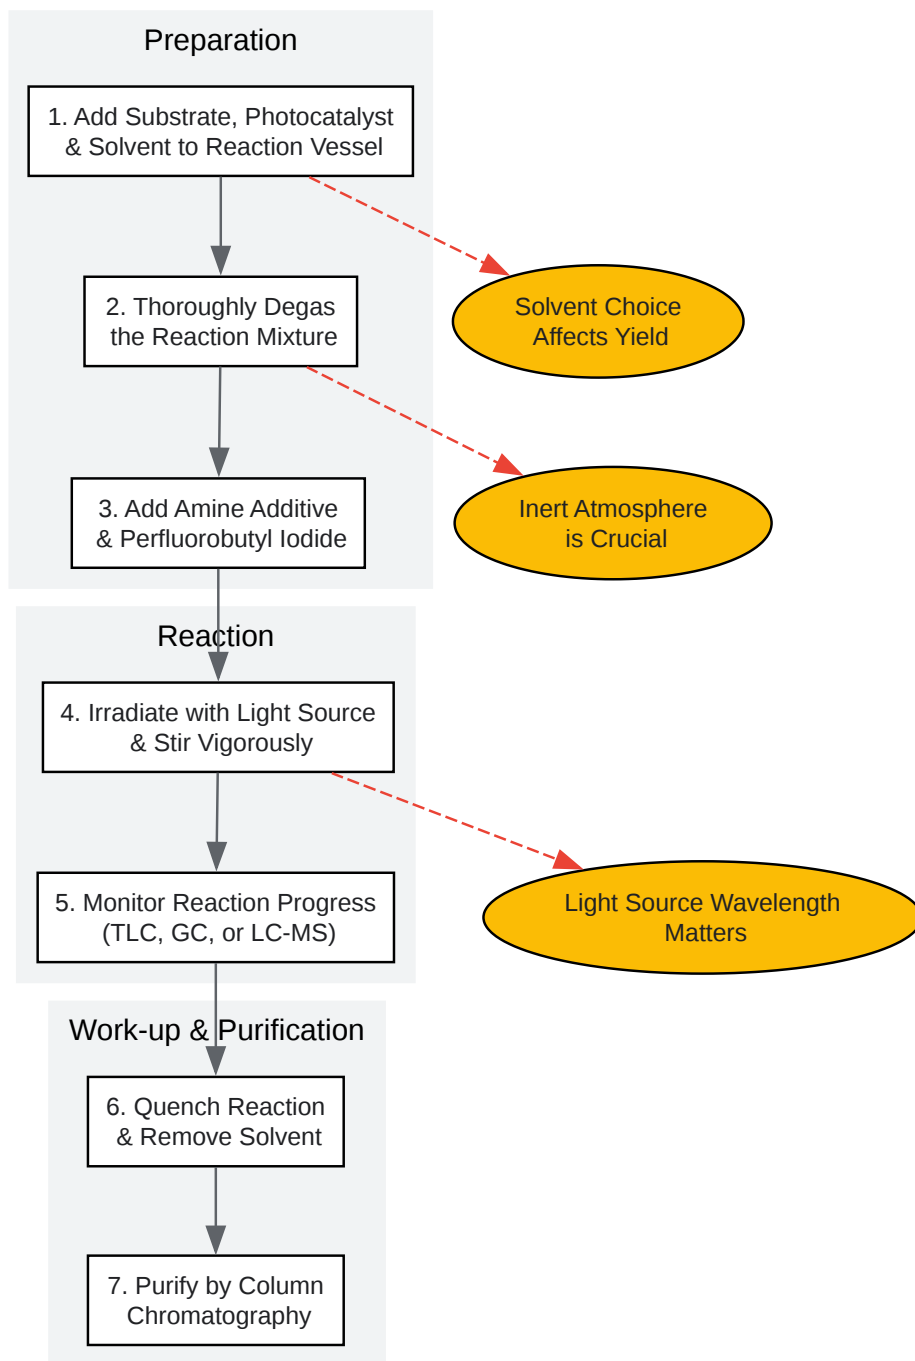 Preparation
1. Add Substrate, Photocatalyst
& Solvent to Reaction Vessel
2. Thoroughly Degas
the Reaction Mixture
Solvent Choice
Affects Yield
3. Add Amine Additive
& Perfluorobutyl Iodide
Inert Atmosphere
is Crucial
Reaction
4. Irradiate with Light Source
& Stir Vigorously
5. Monitor Reaction Progress
(TLC, GC, or LC-MS)
Light Source Wavelength
Matters
Work-up & Purification
6. Quench Reaction
& Remove Solvent
7. Purify by Column
Chromatography